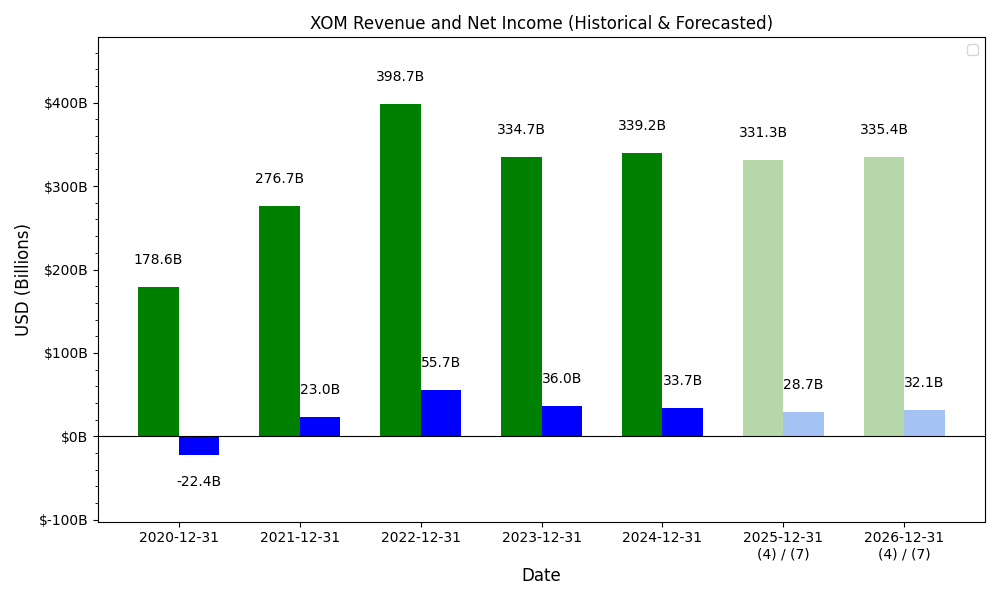 XOM Revenue and Net Income (Historical & Forecasted)
398.7B
$400B
339.2B
334.7B
331.3B
335.4B
$300B
276.7B
178.6B
$200B
USD (Billions)
$100B
55.7B
23.0B
36.0B
33.7B
28.7B
32.1B
$0B
-22.4B
$-100B
2020-12-31
2021-12-31
2022-12-31
2023-12-31
2024-12-31
2025-12-31
(4) / (7)
2026-12-31
(4) / (7)
Date